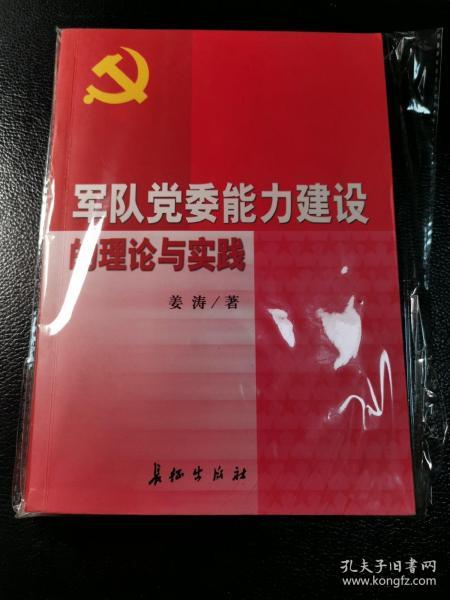 军队党委能力建设
的理论与实践
姜涛/著
长征出版社
孔夫子旧书网
www.kongfz.com